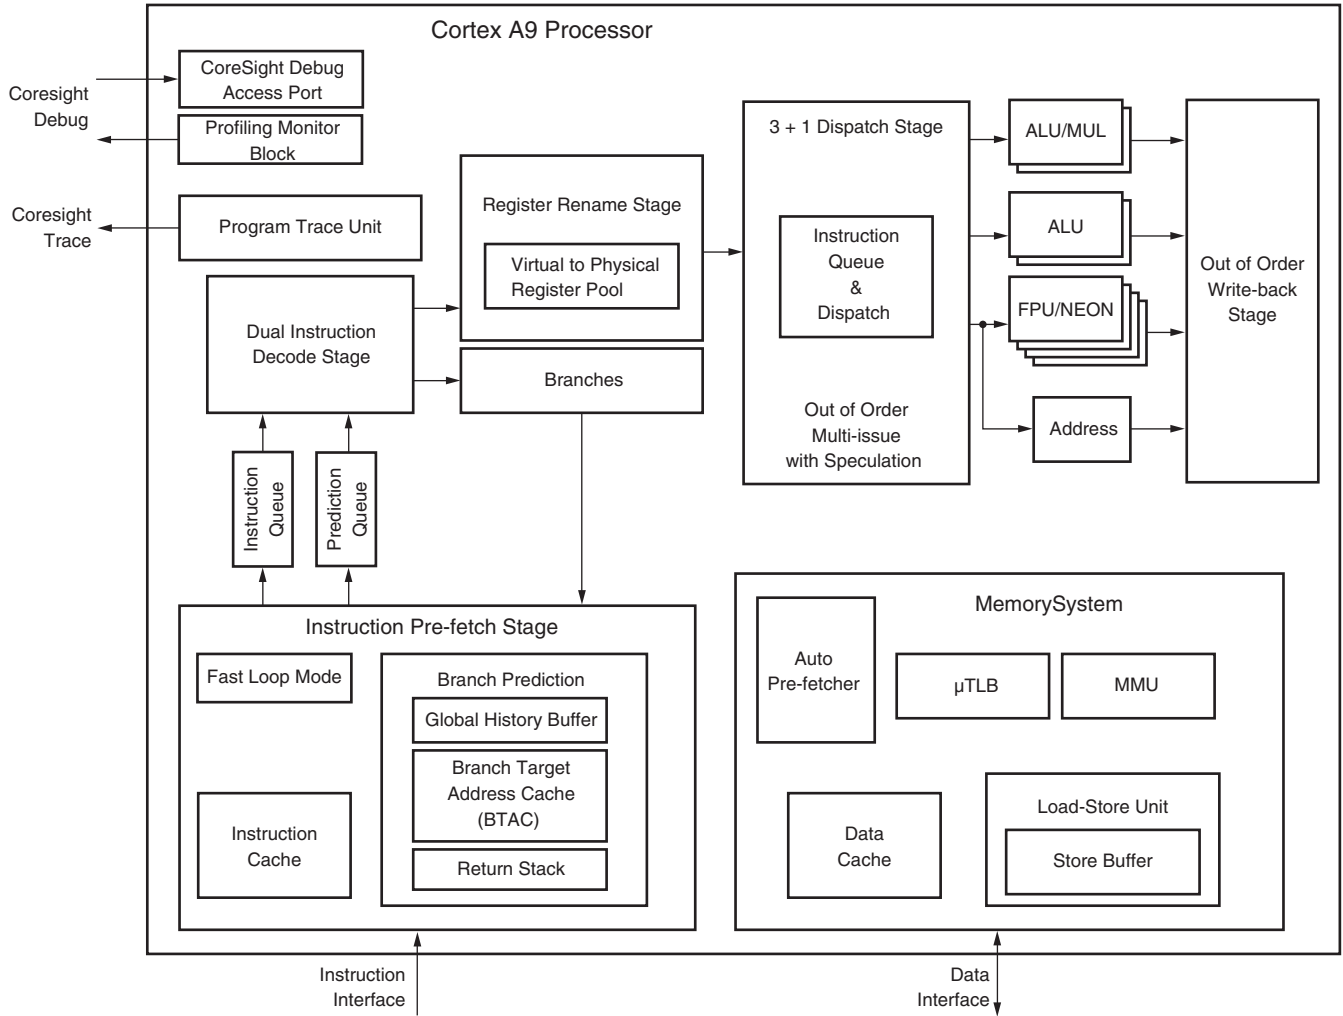 Cortex A9 Processor
CoreSight Debug
Access Port
Coresight
Debug
Profiling Monitor
Block
Coresight
Trace
Program Trace Unit
Register Rename Stage
Virtual to Physical
Register Pool
Dual Instruction
Decode Stage
Branches
3 + 1 Dispatch Stage
Instruction
Queue
&
Dispatch
Out of Order
Multi-issue
with Speculation
ALU/MUL
ALU
FPU/NEON
Address
Out of Order
Write-back
Stage
Instruction
Queue
Prediction
Queue
Instruction Pre-fetch Stage
Fast Loop Mode
Branch Prediction
Global History Buffer
Branch Target
Address Cache
(BTAC)
Return Stack
Instruction
Cache
MemorySystem
Auto
Pre-fetcher
µTLB
MMU
Data
Cache
Load-Store Unit
Store Buffer
Instruction
Interface
Data
Interface